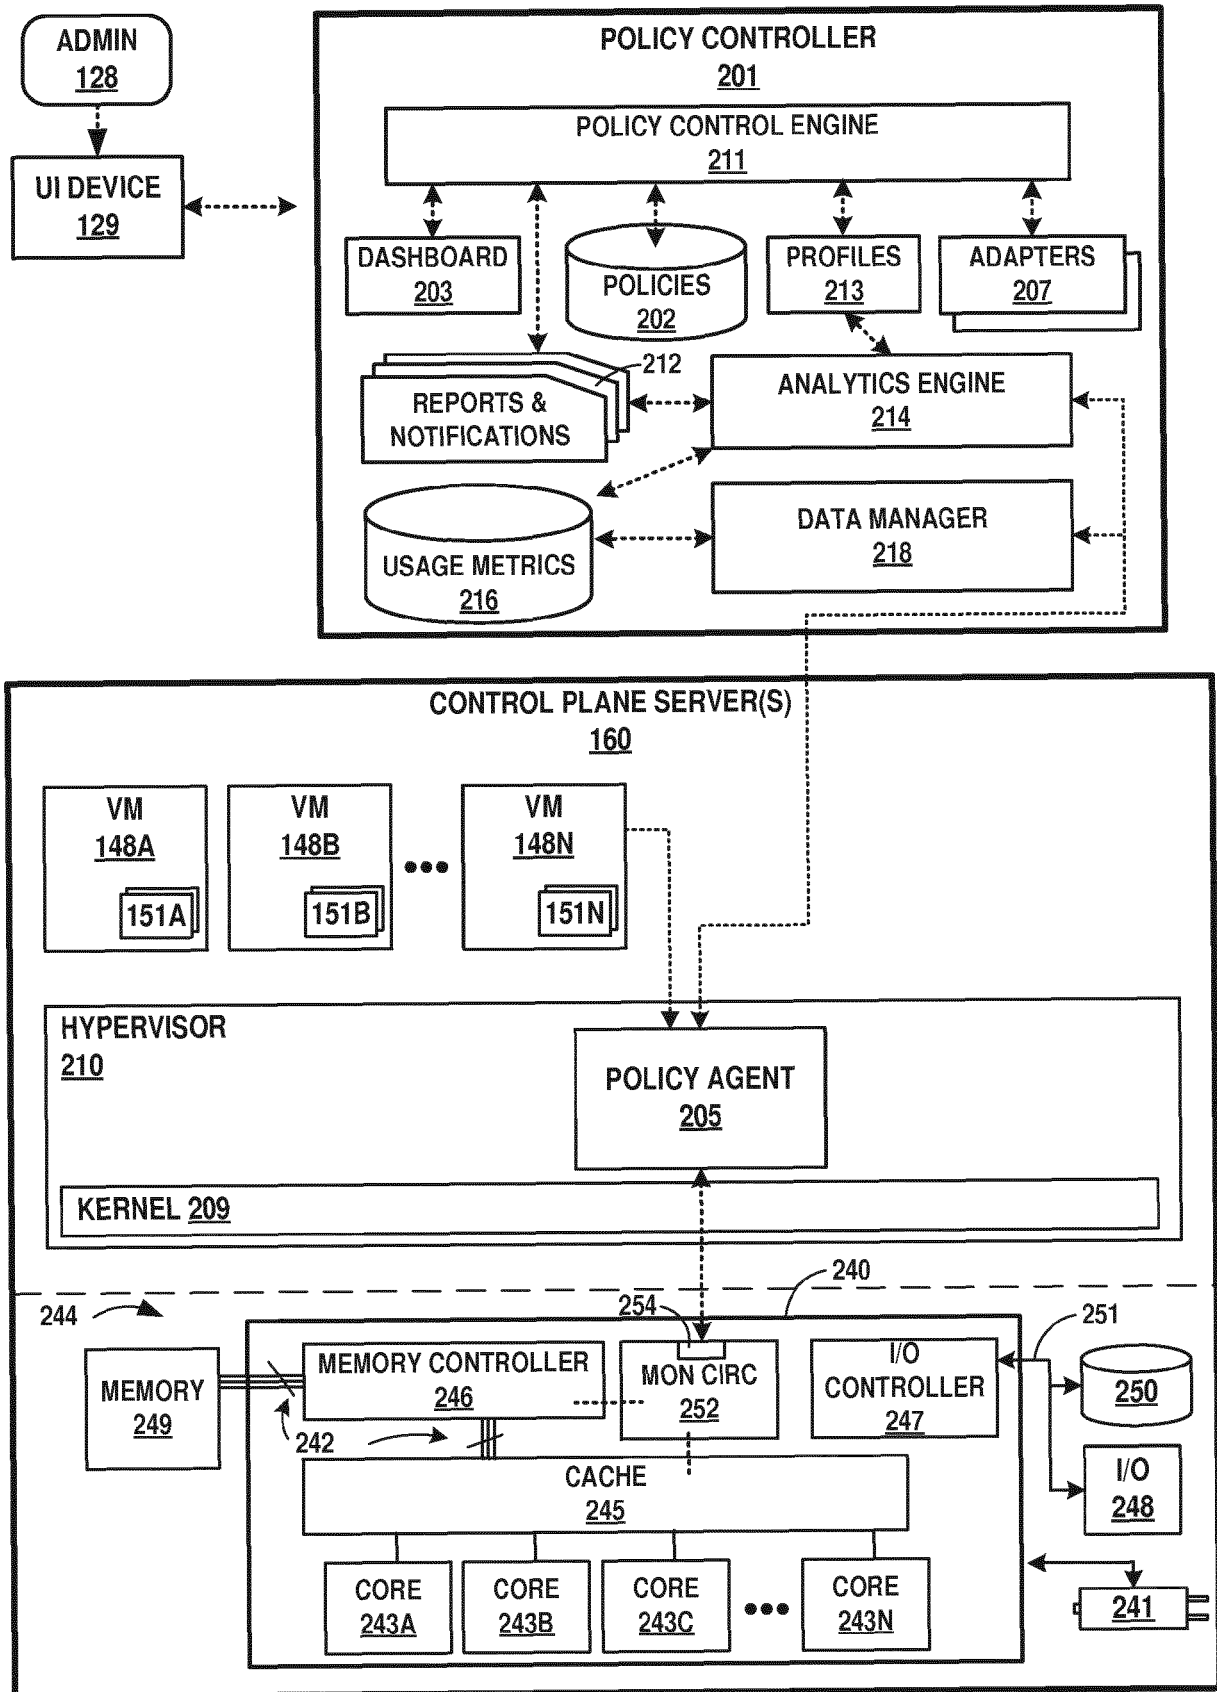 ADMIN
128
UI DEVICE
129
POLICY CONTROLLER
201
POLICY CONTROL ENGINE
211
DASHBOARD
203
POLICIES
202
PROFILES
213
ADAPTERS
207
212
REPORTS &
NOTIFICATIONS
ANALYTICS ENGINE
214
USAGE METRICS
216
DATA MANAGER
218
CONTROL PLANE SERVER(S)
160
VM
148A
151A
VM
148B
151B
VM
148N
151N
HYPERVISOR
210
POLICY AGENT
205
KERNEL 209
244
240
254
251
MEMORY
249
242
MEMORY CONTROLLER
246
MON CIRC
252
I/O
CONTROLLER
247
250
I/O
248
CACHE
245
CORE
243A
CORE
243B
CORE
243C
CORE
243N
241